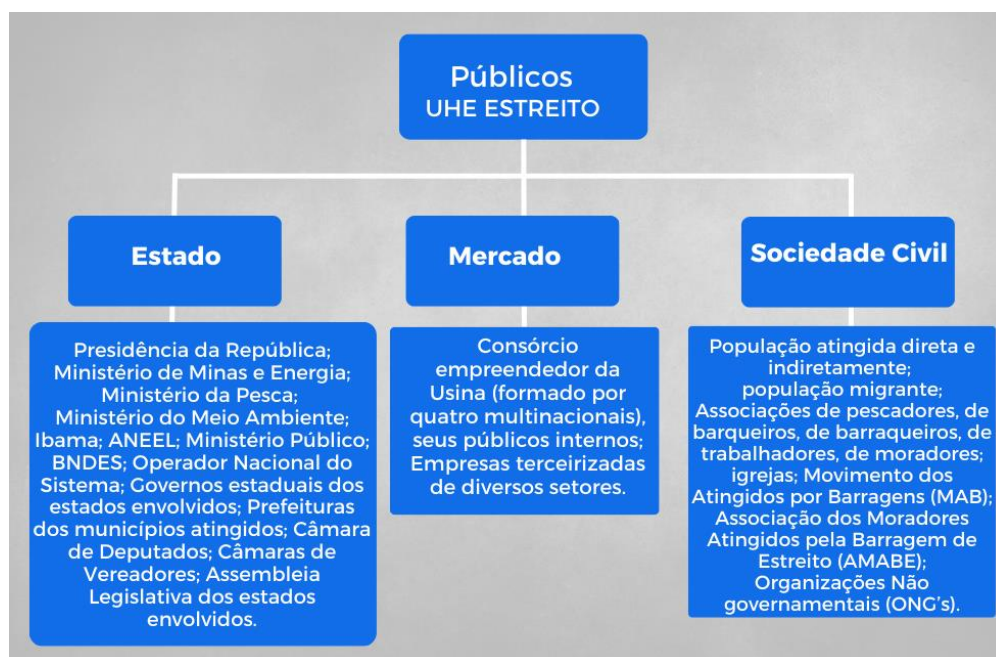 Públicos
UHE ESTREITO
Estado
Mercado
Sociedade Civil
Presidência da República;
Ministério de Minas e Energia;
Ministério da Pesca;
Ministério do Meio Ambiente;
Ibama; ANEEL; Ministério Público;
BNDES; Operador Nacional do
Sistema; Governos estaduais dos
estados envolvidos; Prefeituras
dos municípios atingidos; Câmara
de Deputados; Câmaras de
Vereadores; Assembleia
Legislativa dos estados
envolvidos.
Consórcio
empreendedor da
Usina (formado por
quatro multinacionais),
seus públicos internos;
Empresas terceirizadas
de diversos setores.
População atingida direta e
indiretamente;
população migrante;
Associações de pescadores, de
barqueiros, de barraqueiros, de
trabalhadores, de moradores;
igrejas; Movimento dos
Atingidos por Barragens (MAB);
Associação dos Moradores
Atingidos pela Barragem de
Estreito (AMABE);
Organizações Não
governamentais (ONG’s).